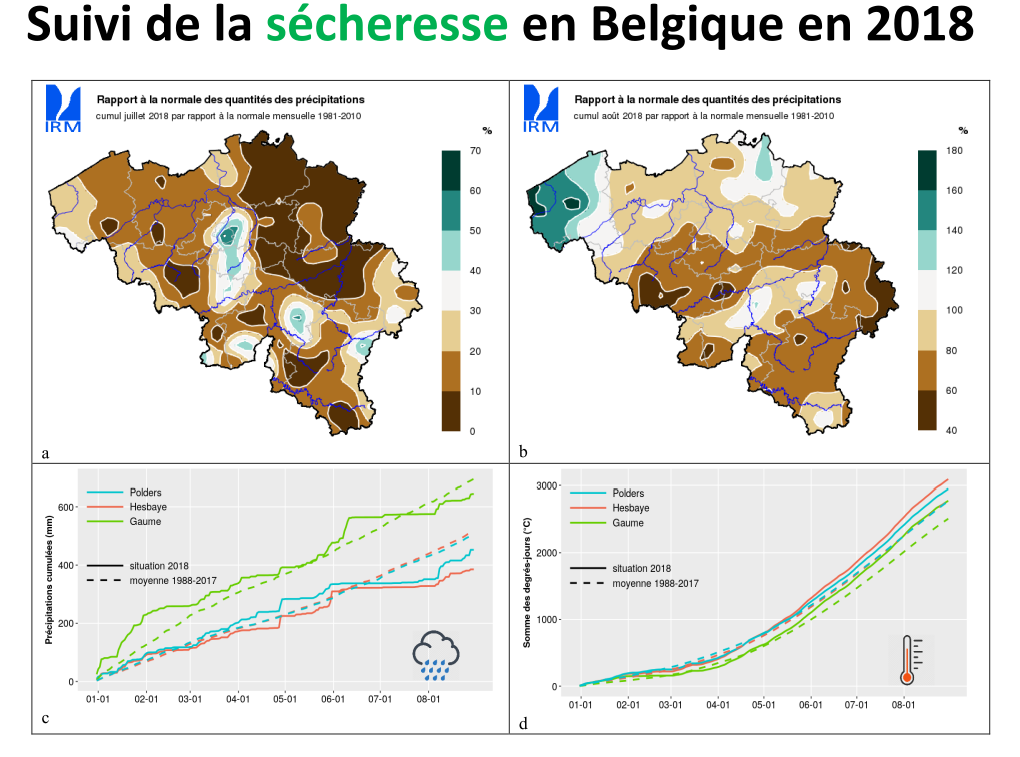 Suivi de la sécheresse en Belgique en 2018
IRM
Rapport à la normale des quantités des précipitations
cumul juillet 2018 par rapport à la normale mensuelle 1981-2010
%
70
60
50
40
30
20
10
0
a
IRM
Rapport à la normale des quantités des précipitations
cumul août 2018 par rapport à la normale mensuelle 1981-2010
%
180
160
140
120
100
80
60
40
b
Précipitations cumulées (mm)
600
400
200
0
Polders
Hesbaye
Gaume
situation 2018
moyenne 1988-2017
01-01 02-01 03-01 04-01 05-01 06-01 07-01 08-01
c
Somme des degrés-jours (°C)
3000
2000
1000
0
Polders
Hesbaye
Gaume
situation 2018
moyenne 1988-2017
01-01 02-01 03-01 04-01 05-01 06-01 07-01 08-01
d